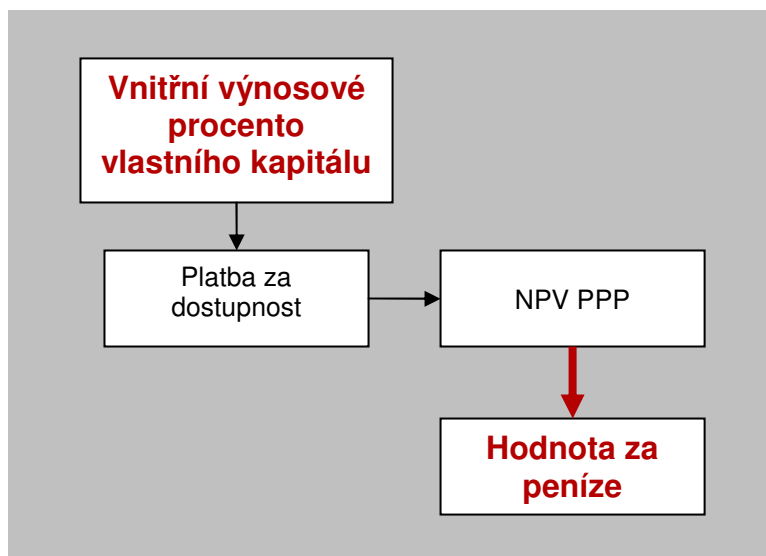 Vnitřní výnosové
procento
vlastního kapitálu
Platba za
dostupnost
NPV PPP
Hodnota za
peníze